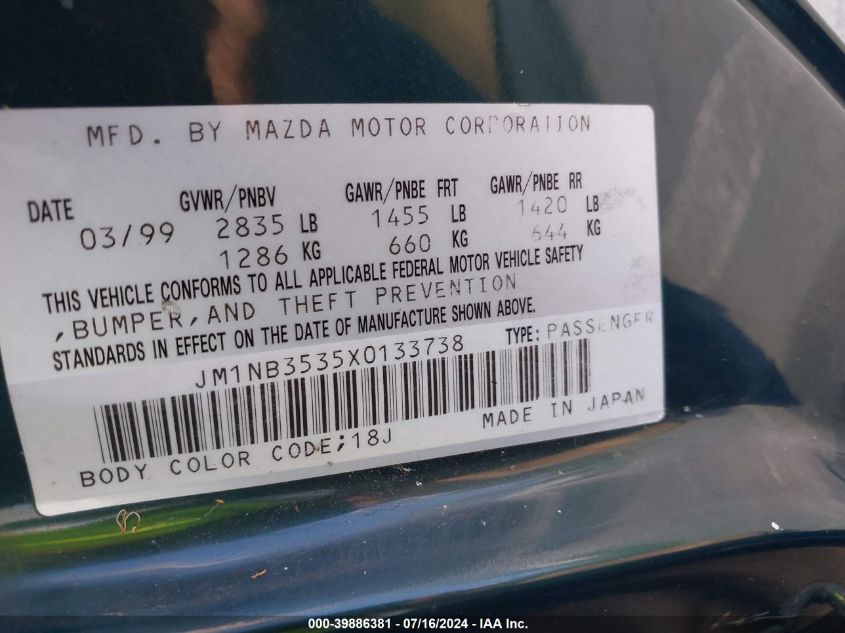 MFD. BY MAZDA MOTOR CORPORATION
DATE GVWR/PNBV GAWR/PNBE FRT GAWR/PNBE RR
03/99 2835 LB 1455 LB 1420 LB
1286 KG 660 KG 644 KG
THIS VEHICLE CONFORMS TO ALL APPLICABLE FEDERAL MOTOR VEHICLE SAFETY
,BUMPER,AND THEFT PREVENTION
STANDARDS IN EFFECT ON THE DATE OF MANUFACTURE SHOWN ABOVE.
JM1NB3535X0133738 TYPE: PASSENGER
MADE IN JAPAN
BODY COLOR CODE;18J
000-39886381 - 07/16/2024 - IAA Inc.